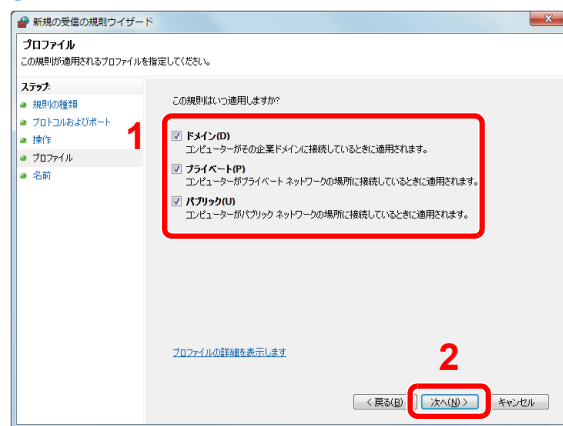 新規の受信の規則ウィザード
プロファイル
この規則が適用されるプロファイルを指定してください。
ステップ:
規則の種類
プロトコルおよびポート
操作
プロファイル
名前
この規則はいつ適用しますか?
1
ドメイン(D)
コンピューターがその企業ドメインに接続しているときに適用されます。
プライベート(P)
コンピューターがプライベート ネットワークの場所に接続しているときに適用されます。
パブリック(U)
コンピューターがパブリック ネットワークの場所に接続しているときに適用されます。
プロファイルの詳細を表示します
2
< 戻る(B)
次へ(N) >
キャンセル